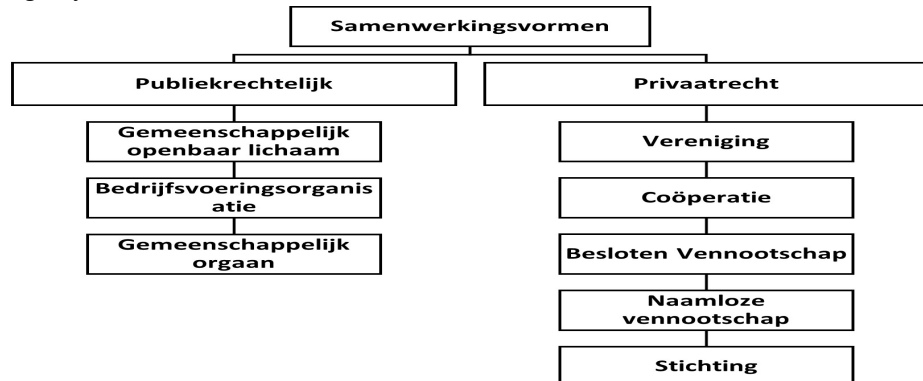 Samenwerkingsvormen
Publiekrechtelijk
Gemeenschappelijk
openbaar lichaam
Bedrijfsvoeringsorganis
atie
Gemeenschappelijk
orgaan
Privaatrecht
Vereniging
Coöperatie
Besloten Vennootschap
Naamloze
vennootschap
Stichting